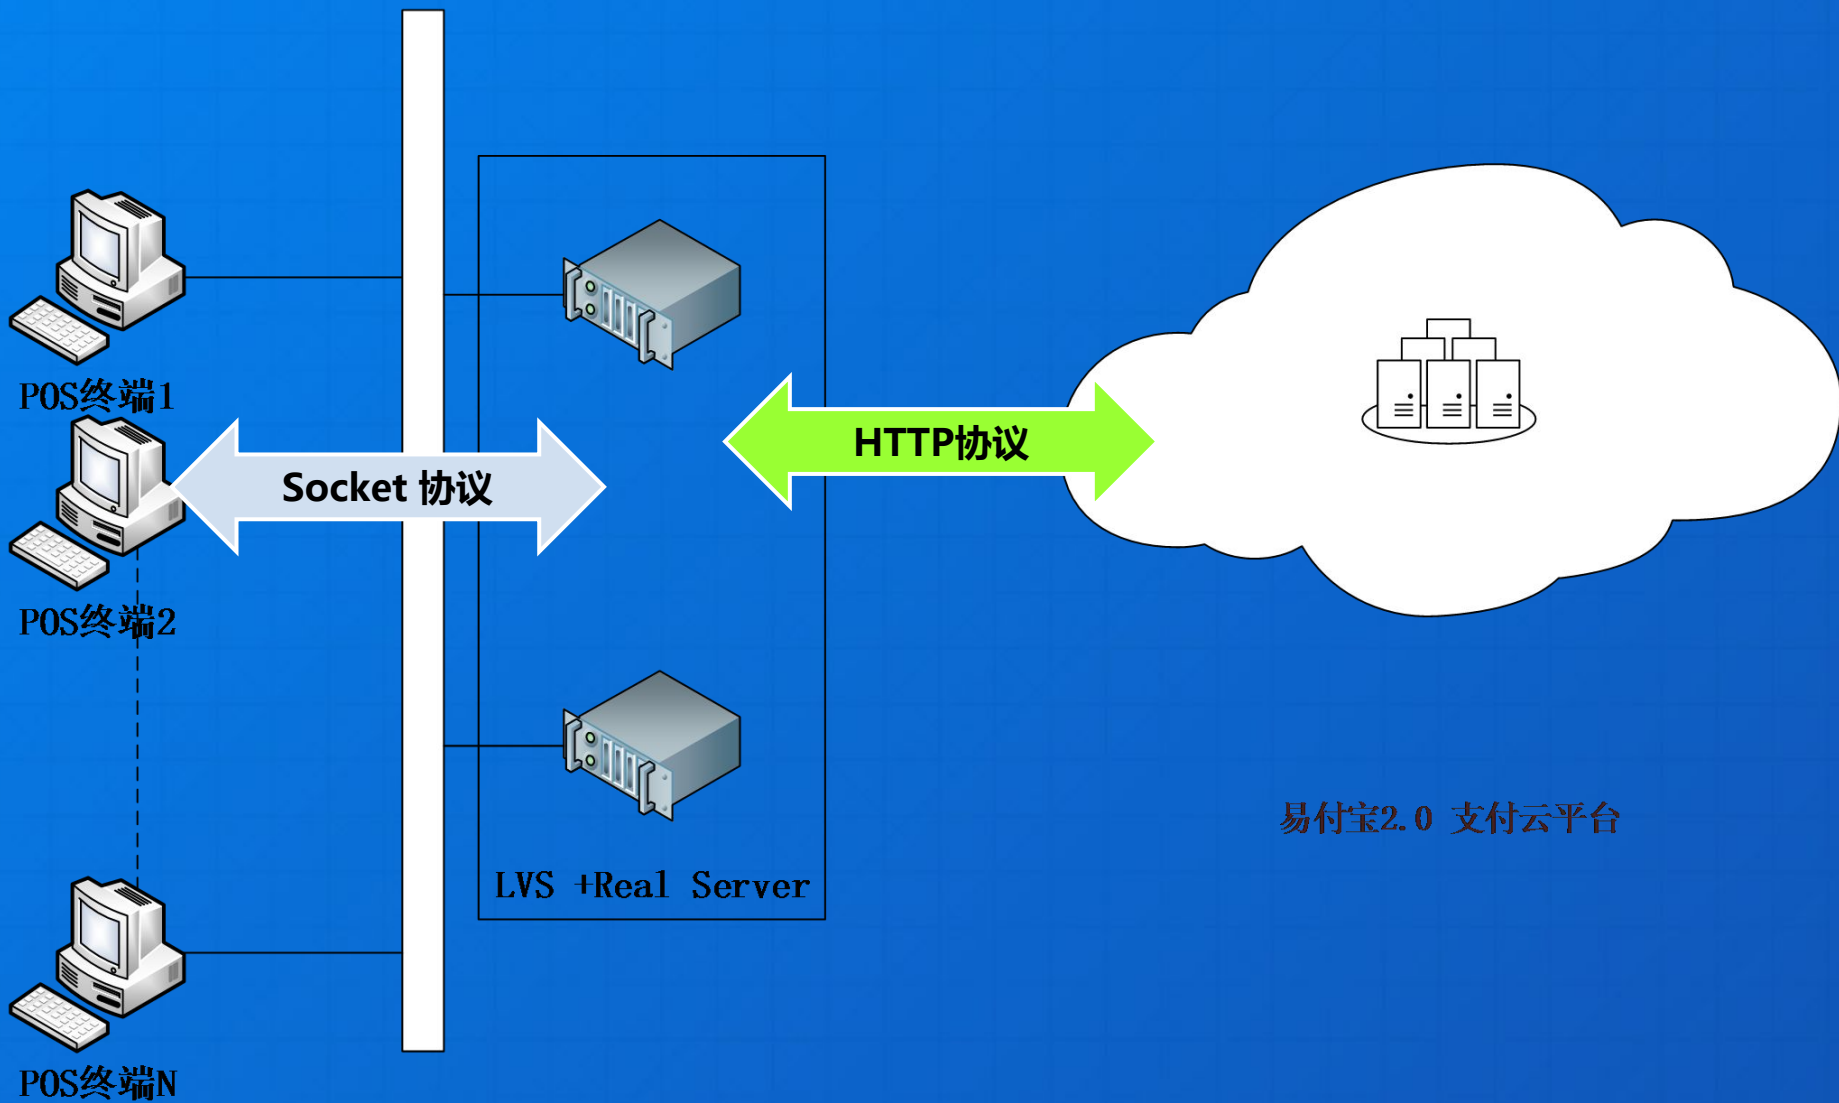 POS终端1
POS终端2
POS终端N
Socket 协议
LVS +Real Server
HTTP协议
易付宝2.0 支付云平台